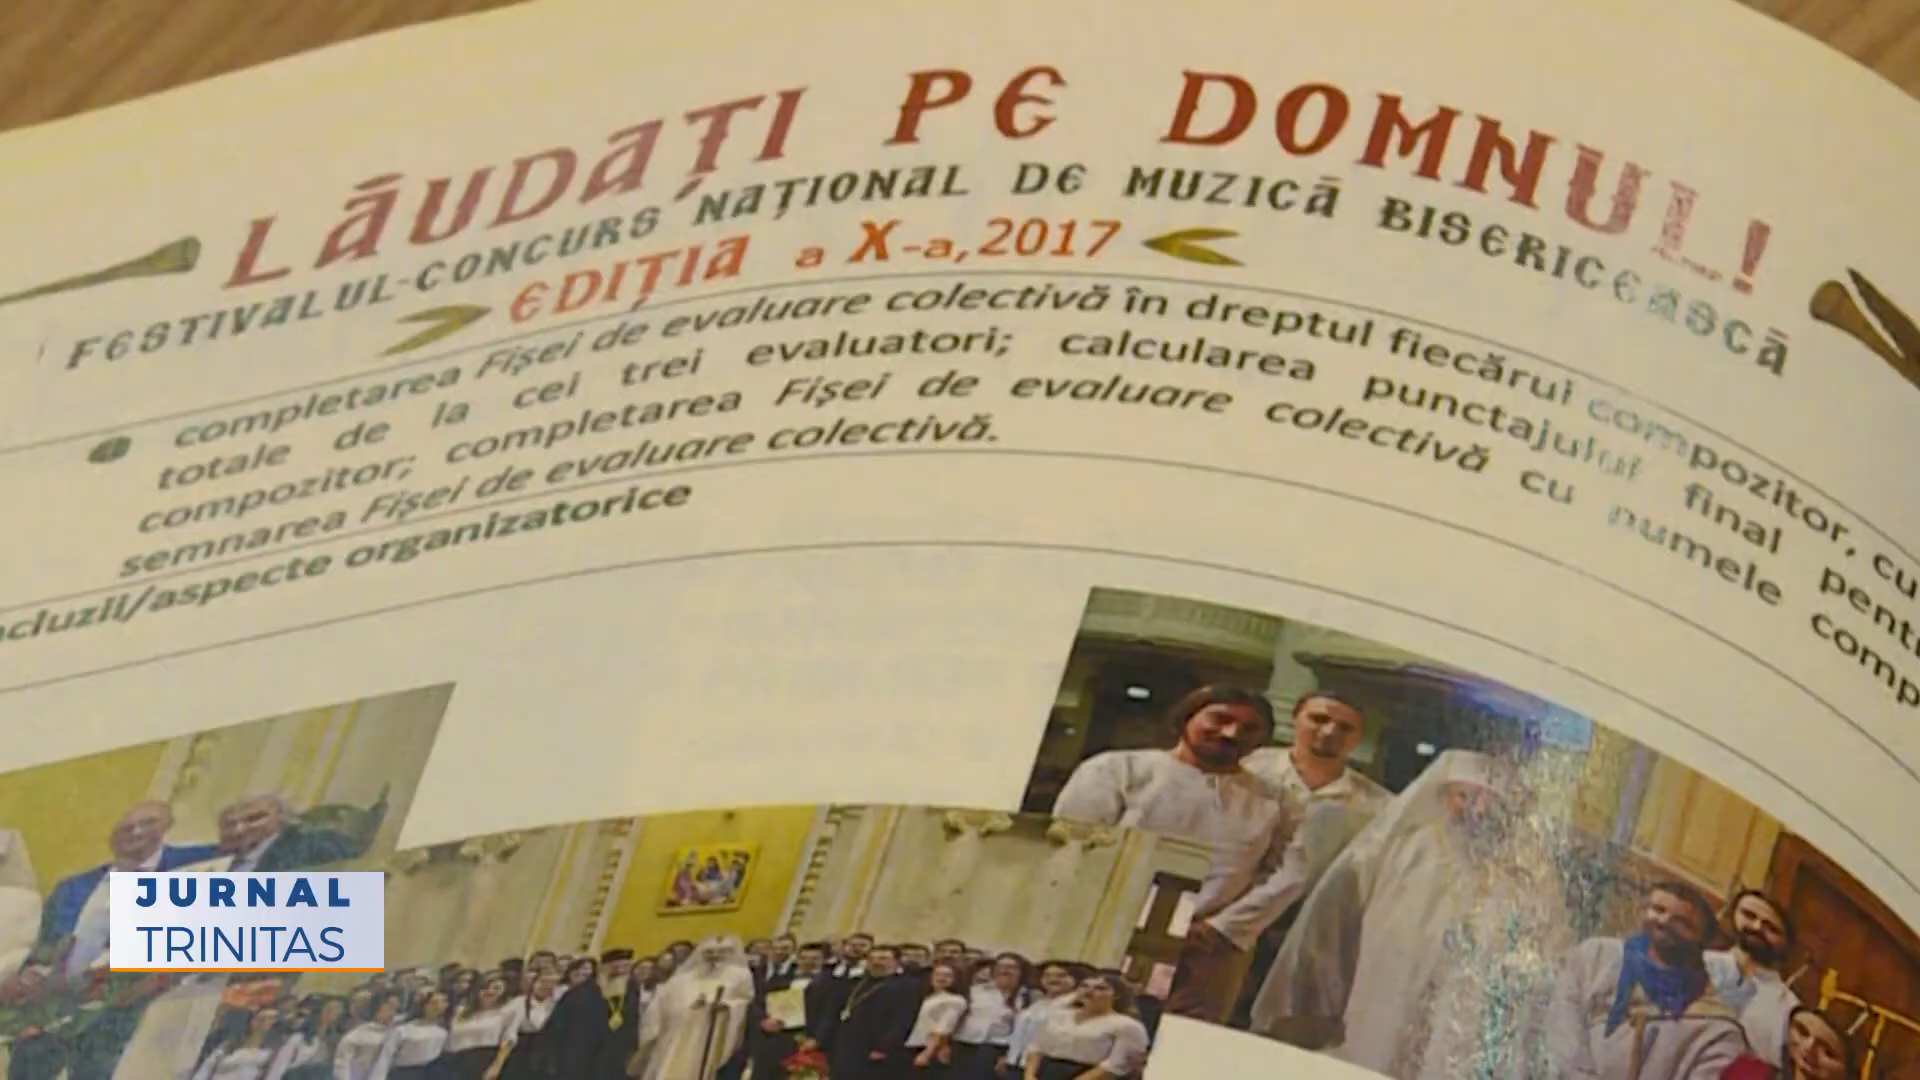 LĂUDAȚI PE DOMNUL!
FESTIVALUL-CONCURS NAȚIONAL DE MUZICĂ BISERICEASCĂ
EDIȚIA a X-a, 2017
completarea Fișei de evaluare colectivă în dreptul fiecărui compozitor, cu
totale de la cei trei evaluatori; calcularea punctajului final pentru
compozitor; completarea Fișei de evaluare colectivă cu numele comp
semnarea Fișei de evaluare colectivă.
ncluzii/aspecte organizatorice
JURNAL
TRINITAS